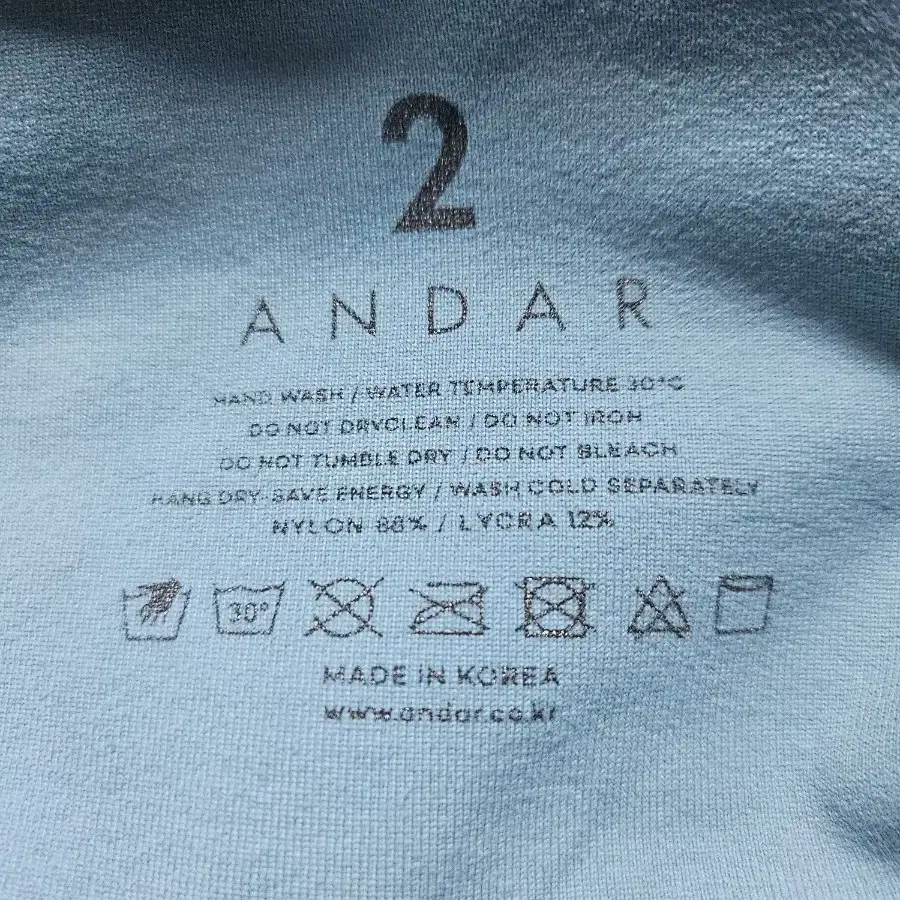 2
ANDAR
HAND WASH / WATER TEMPERATURE 30°C
DO NOT DRYCLEAN / DO NOT IRON
DO NOT TUMBLE DRY / DO NOT BLEACH
HANG DRY-SAVE ENERGY / WASH COLD SEPARATELY
NYLON 88% / LYCRA 12%
30°
MADE IN KOREA
www.andar.co.kr